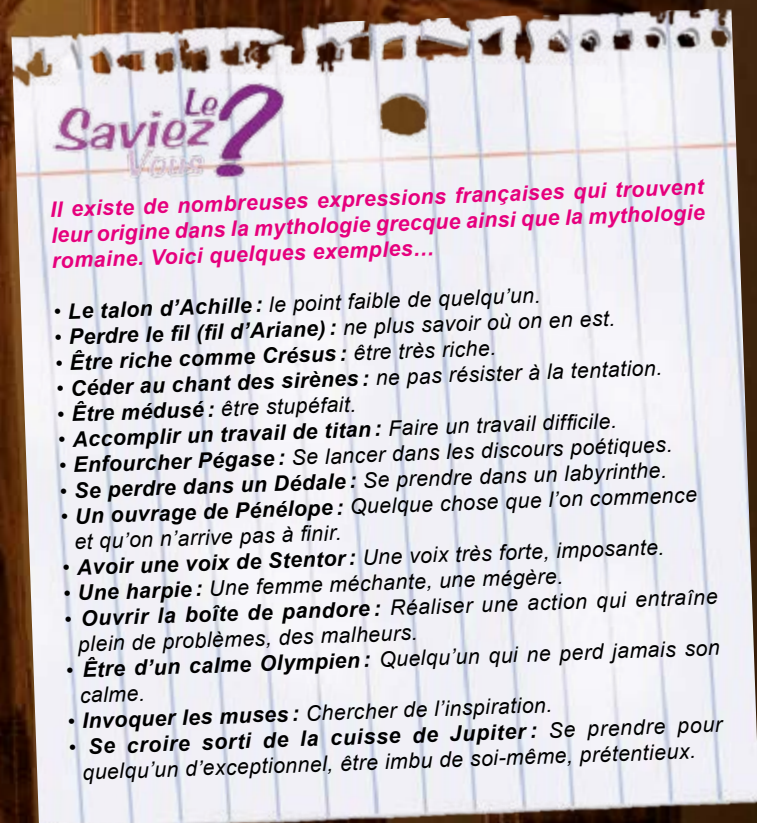 Le
Saviez ?
Vous
Il existe de nombreuses expressions françaises qui trouvent
leur origine dans la mythologie grecque ainsi que la mythologie
romaine. Voici quelques exemples…
• Le talon d'Achille : le point faible de quelqu'un.
• Perdre le fil (fil d'Ariane) : ne plus savoir où on en est.
• Être riche comme Crésus : être très riche.
• Céder au chant des sirènes : ne pas résister à la tentation.
• Être médusé : être stupéfait.
• Accomplir un travail de titan : Faire un travail difficile.
• Enfourcher Pégase : Se lancer dans les discours poétiques.
• Se perdre dans un Dédale : Se prendre dans un labyrinthe.
• Un ouvrage de Pénélope : Quelque chose que l'on commence
et qu'on n'arrive pas à finir.
• Avoir une voix de Stentor : Une voix très forte, imposante.
• Une harpie : Une femme méchante, une mégère.
• Ouvrir la boîte de pandore : Réaliser une action qui entraîne
plein de problèmes, des malheurs.
• Être d'un calme Olympien : Quelqu'un qui ne perd jamais son
calme.
• Invoquer les muses : Chercher de l'inspiration.
• Se croire sorti de la cuisse de Jupiter : Se prendre pour
quelqu'un d'exceptionnel, être imbu de soi-même, prétentieux.